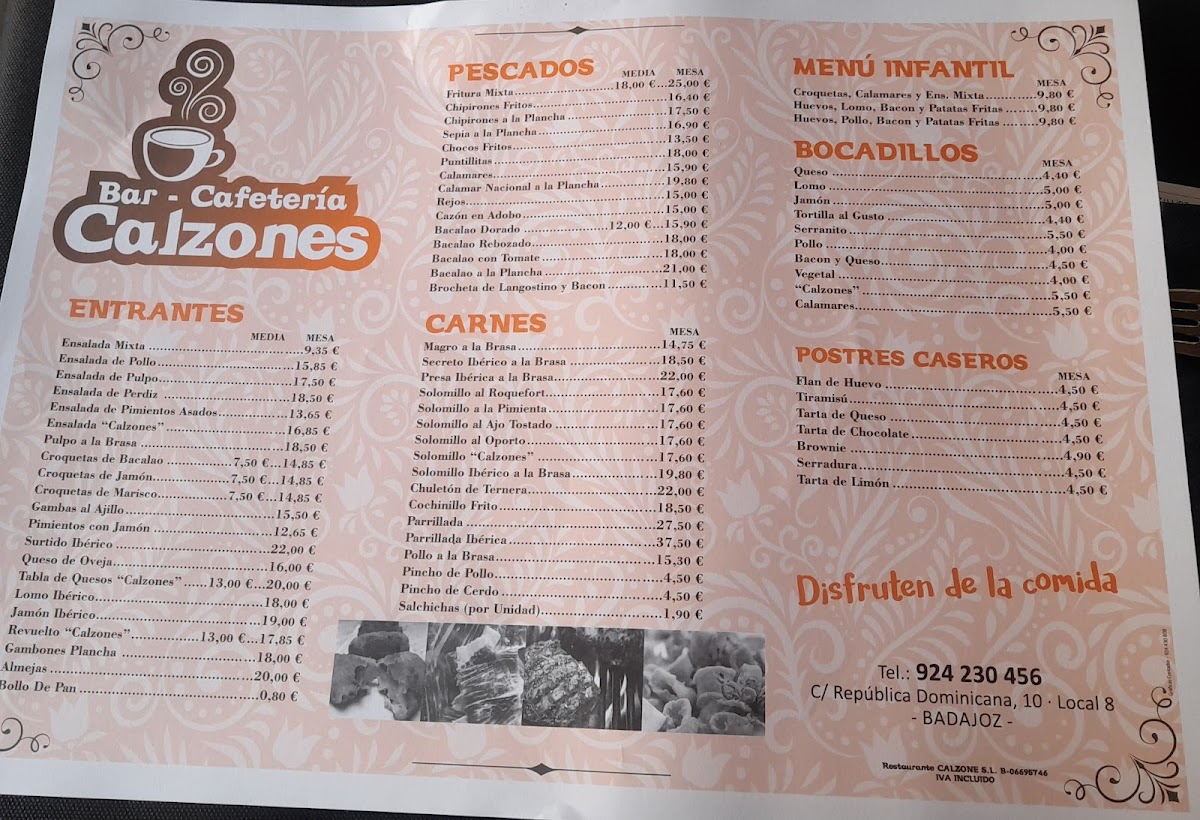 Bar - Cafetería
Calzones
ENTRANTES
MEDIA MESA
Ensalada Mixta 9,35 €
Ensalada de Pollo 15,85 €
Ensalada de Pulpo 17,50 €
Ensalada de Perdiz 18,50 €
Ensalada de Pimientos Asados 13,65 €
Ensalada “Calzones” 16,85 €
Pulpo a la Brasa 18,50 €
Croquetas de Bacalao 7,50 €...14,85 €
Croquetas de Jamón 7,50 €...14,85 €
Croquetas de Marisco 7,50 €...14,85 €
Gambas al Ajillo 15,50 €
Pimientos con Jamón 12,65 €
Surtido Ibérico 22,00 €
Queso de Oveja 16,00 €
Tabla de Quesos “Calzones” 13,00 €...20,00 €
Lomo Ibérico 18,00 €
Jamón Ibérico 19,00 €
Revuelto “Calzones” 13,00 €...17,85 €
Gambones Plancha 18,00 €
Almejas 20,00 €
Bollo De Pan 0,80 €
PESCADOS
MEDIA MESA
Fritura Mixta 18,00 €...25,00 €
Chipirones Fritos 16,40 €
Chipirones a la Plancha 17,50 €
Sepia a la Plancha 16,90 €
Chocos Fritos 13,50 €
Puntillitas 18,00 €
Calamares 15,90 €
Calamar Nacional a la Plancha 19,80 €
Rejos 15,00 €
Cazón en Adobo 15,00 €
Bacalao Dorado 12,00 €...15,90 €
Bacalao Rebozado 18,00 €
Bacalao con Tomate 18,00 €
Bacalao a la Plancha 21,00 €
Brocheta de Langostino y Bacon 11,50 €
CARNES
MESA
Magro a la Brasa 14,75 €
Secreto Ibérico a la Brasa 18,50 €
Presa Ibérica a la Brasa 22,00 €
Solomillo al Roquefort 17,60 €
Solomillo a la Pimienta 17,60 €
Solomillo al Ajo Tostado 17,60 €
Solomillo al Oporto 17,60 €
Solomillo “Calzones” 17,60 €
Solomillo Ibérico a la Brasa 19,80 €
Chuletón de Ternera 22,00 €
Cochinillo Frito 18,50 €
Parrillada 27,50 €
Parrillada Ibérica 37,50 €
Pollo a la Brasa 15,30 €
Pincho de Pollo 4,50 €
Pincho de Cerdo 4,50 €
Salchichas (por Unidad) 1,90 €
MENÚ INFANTIL
MESA
Croquetas, Calamares y Ens. Mixta 9,80 €
Huevos, Lomo, Bacon y Patatas Fritas 9,80 €
Huevos, Pollo, Bacon y Patatas Fritas 9,80 €
BOCADILLOS
MESA
Queso 4,40 €
Lomo 5,00 €
Jamón 5,00 €
Tortilla al Gusto 4,40 €
Serranito 5,50 €
Pollo 4,00 €
Bacon y Queso 4,50 €
Vegetal 4,00 €
“Calzones” 5,50 €
Calamares 5,50 €
POSTRES CASEROS
MESA
Flan de Huevo 4,50 €
Tiramisú 4,50 €
Tarta de Queso 4,50 €
Tarta de Chocolate 4,50 €
Brownie 4,90 €
Serradura 4,50 €
Tarta de Limón 4,50 €
Disfruten de la comida
Tel.: 924 230 456
C/ República Dominicana, 10 · Local 8
- BADAJOZ -
Restaurante CALZONE S.L. B-06695746
IVA INCLUIDO